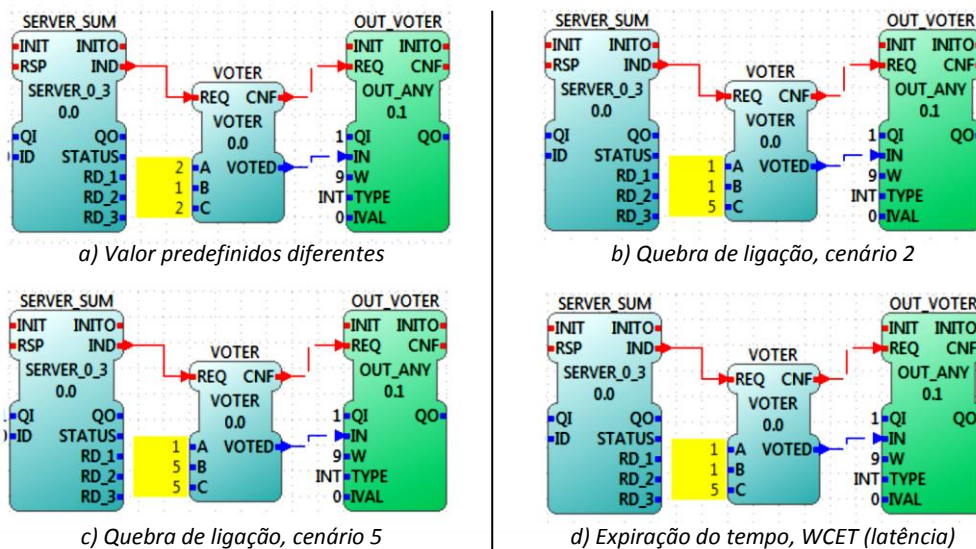 SERVER_SUM
OUT_VOTER
INIT INITO
RSP IND
SERVER_0_3
0.0
QI QO
ID STATUS
RD_1
RD_2
RD_3
VOTER
REQ CNF
VOTER
0.0
2 A VOTED
1 B
2 C
INIT INITO
REQ CNF
OUT_ANY
0.1
1 QI QO
IN
9 W
INT TYPE
0 IVAL
a) Valor predefinidos diferentes
SERVER_SUM
OUT_VOTER
INIT INITO
RSP IND
SERVER_0_3
0.0
QI QO
ID STATUS
RD_1
RD_2
RD_3
VOTER
REQ CNF
VOTER
0.0
1 A VOTED
1 B
5 C
INIT INITO
REQ CNF
OUT_ANY
0.1
1 QI QO
IN
9 W
INT TYPE
0 IVAL
b) Quebra de ligação, cenário 2
SERVER_SUM
OUT_VOTER
INIT INITO
RSP IND
SERVER_0_3
0.0
QI QO
ID STATUS
RD_1
RD_2
RD_3
VOTER
REQ CNF
VOTER
0.0
1 A VOTED
5 B
5 C
INIT INITO
REQ CNF
OUT_ANY
0.1
1 QI QO
IN
9 W
INT TYPE
0 IVAL
c) Quebra de ligação, cenário 5
SERVER_SUM
OUT_VOTER
INIT INITO
RSP IND
SERVER_0_3
0.0
QI QO
ID STATUS
RD_1
RD_2
RD_3
VOTER
REQ CNF
VOTER
0.0
1 A VOTED
1 B
5 C
INIT INITO
REQ CNF
OUT_ANY
0.1
1 QI QO
IN
9 W
INT TYPE
0 IVAL
d) Expiração do tempo, WCET (latência)